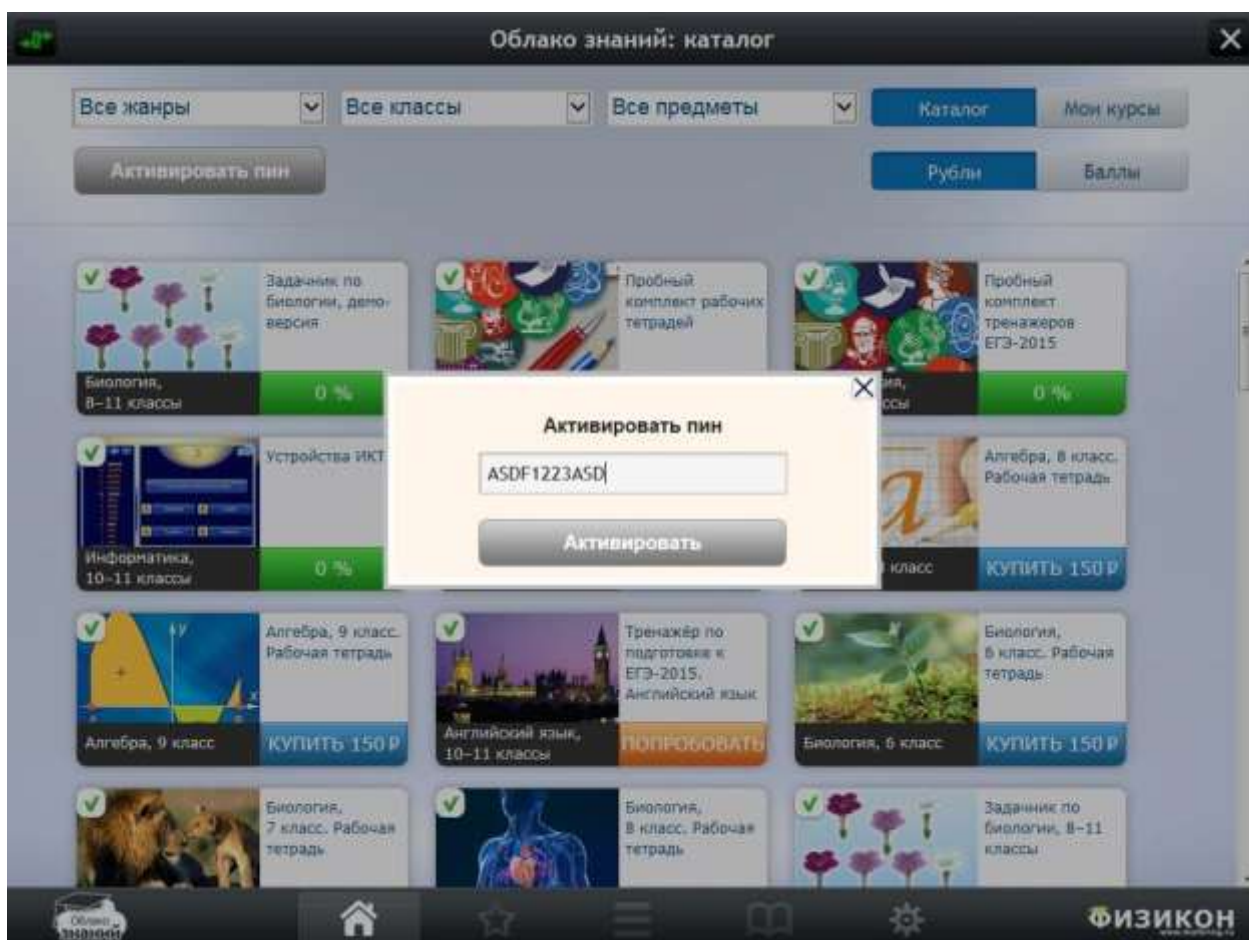 Облако знаний: каталог
Все жанры
Все классы
Все предметы
Каталог
Мои курсы
Активировать пин
Рубли
Баллы
Задачник по
биологии, демо-
версия
Биология,
8–11 классы
0 %
Пробный
комплект рабочих
тетрадей
Пробный
комплект
тренажеров
ЕГЭ-2015
ссы
0 %
Активировать пин
ASDF1223ASD
Активировать
Устройства ИКТ
Информатика,
10–11 классы
0 %
Алгебра, 8 класс.
Рабочая тетрадь
класс
КУПИТЬ 150 ₽
Алгебра, 9 класс.
Рабочая тетрадь
Алгебра, 9 класс
КУПИТЬ 150 ₽
Тренажёр по
подготовке к
ЕГЭ-2015.
Английский язык
Английский язык,
10–11 классы
ПОПРОБОВАТЬ
Биология,
6 класс. Рабочая
тетрадь
Биология, 6 класс
КУПИТЬ 150 ₽
Биология,
7 класс. Рабочая
тетрадь
Биология,
8 класс. Рабочая
тетрадь
Задачник по
биологии, 8–11
классы
Облако
знаний
ФИЗИКОН